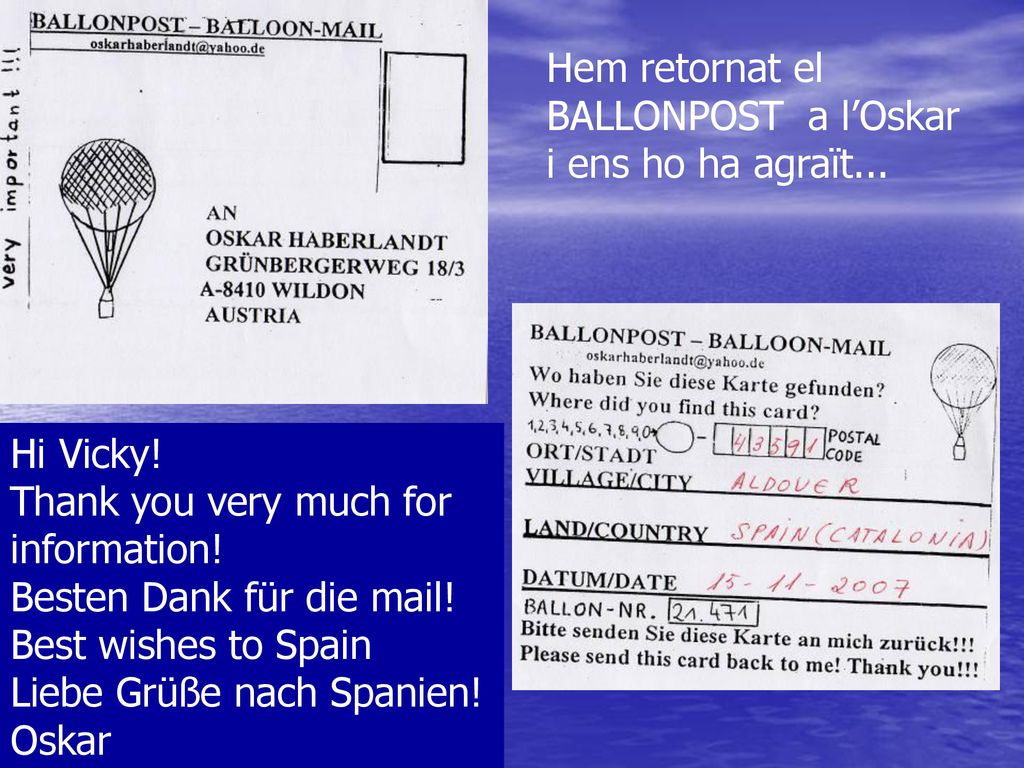 BALLONPOST – BALLOON-MAIL
oskarhaberlandt@yahoo.de
very important !!!
AN
OSKAR HABERLANDT
GRÜNBERGERWEG 18/3
A-8410 WILDON
AUSTRIA
Hem retornat el
BALLONPOST a l’Oskar
i ens ho ha agraït...
Hi Vicky!
Thank you very much for
information!
Besten Dank für die mail!
Best wishes to Spain
Liebe Grüße nach Spanien!
Oskar
BALLONPOST – BALLOON-MAIL
oskarhaberlandt@yahoo.de
Wo haben Sie diese Karte gefunden?
Where did you find this card?
1,2,3,4,5,6,7,8,9,0 – 43591 POSTAL CODE
ORT/STADT
VILLAGE/CITY ALDOVER
LAND/COUNTRY SPAIN (CATALONIA)
DATUM/DATE 15-11-2007
BALLON-NR. 21.471
Bitte senden Sie diese Karte an mich zurück!!!
Please send this card back to me! Thank you!!!